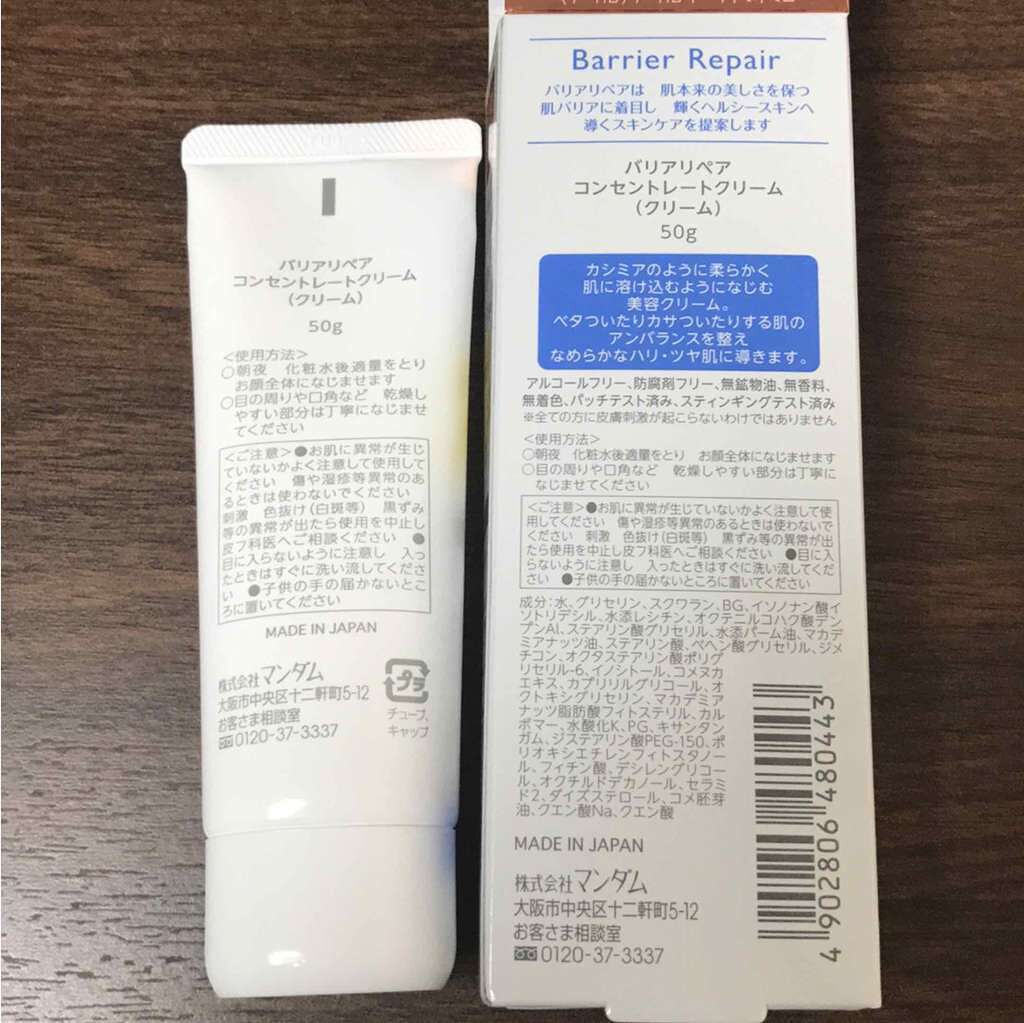 バリアリペア
コンセントレートクリーム
（クリーム）
50g
＜使用方法＞
○朝夜　化粧水後適量をとり
お顔全体になじませます
○目の周りや口角など　乾燥し
やすい部分は丁寧になじませ
てください
＜ご注意＞●お肌に異常が生じ
ていないかよく注意して使用して
ください　傷や湿疹等異常のあ
るときは使わないでください
刺激　色抜け(白斑等)　黒ずみ
等の異常が出たら使用を中止し
皮フ科医へご相談ください　●
目に入らないように注意し　入っ
たときはすぐに洗い流してくださ
い　●子供の手の届かないとこ
ろに置いてください
MADE IN JAPAN
株式会社マンダム
大阪市中央区十二軒町5-12
お客さま相談室
0120-37-3337
プラ
チューブ、
キャップ
Barrier Repair
バリアリペアは　肌本来の美しさを保つ
肌バリアに着目し　輝くヘルシースキンへ
導くスキンケアを提案します
バリアリペア
コンセントレートクリーム
（クリーム）
50g
カシミアのように柔らかく
肌に溶け込むようになじむ
美容クリーム。
ベタついたりカサついたりする肌の
アンバランスを整え
なめらかなハリ・ツヤ肌に導きます。
アルコールフリー、防腐剤フリー、無鉱物油、無香料、
無着色、パッチテスト済み、スティンギングテスト済み
※全ての方に皮膚刺激が起こらないわけではありません
＜使用方法＞
○朝夜　化粧水後適量をとり　お顔全体になじませます
○目の周りや口角など　乾燥しやすい部分は丁寧に
なじませてください
＜ご注意＞●お肌に異常が生じていないかよく注意して使
用してください　傷や湿疹等異常のあるときは使わないで
ください　刺激　色抜け(白斑等)　黒ずみ等の異常が出
たら使用を中止し皮フ科医へご相談ください　●目に入
らないように注意し　入ったときはすぐに洗い流してくださ
い　●子供の手の届かないところに置いてください
成分：水、グリセリン、スクワラン、BG、イソノナン酸イ
ソトリデシル、水添レシチン、オクテニルコハク酸デン
プンAl、ステアリン酸グリセリル、水添パーム油、マカデ
ミアナッツ油、ステアリン酸、ベヘン酸グリセリル、ジメ
チコン、オクタステアリン酸ポリグ
リセリル-6、イノシトール、コメヌカ
エキス、カプリリルグリコール、オ
クトキシグリセリン、マカデミア
ナッツ脂肪酸フィトステリル、カル
ボマー、水酸化K、PG、キサンタン
ガム、ジステアリン酸PEG-150、ポ
リオキシエチレンフィトスタノー
ル、フィチン酸、デシレングリコー
ル、オクチルドデカノール、セラミ
ド2、ダイズステロール、コメ胚芽
油、クエン酸Na、クエン酸
MADE IN JAPAN
株式会社マンダム
大阪市中央区十二軒町5-12
お客さま相談室
0120-37-3337
4902806480443